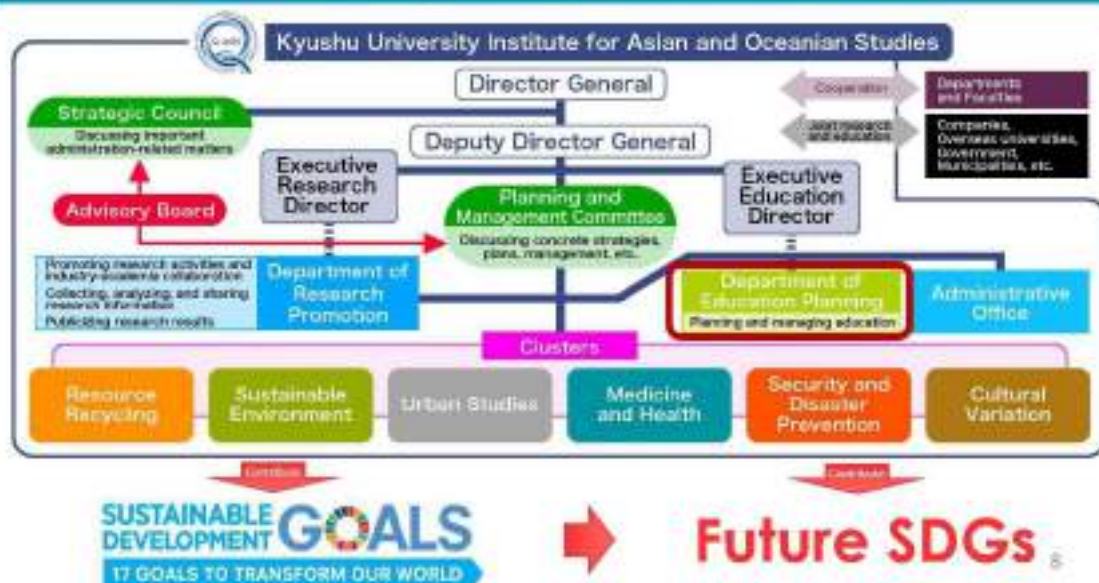 Kyushu University Institute for Asian and Oceanian Studies
Director General
Cooperation
Departments
and Faculties
Strategic Council
Discussing important
administration-related matters
Joint research
and education
Companies,
Overseas universities,
Government,
Municipalities, etc.
Deputy Director General
Executive
Research
Director
Executive
Education
Director
Advisory Board
Planning and
Management Committee
Discussing concrete strategies,
plans, management, etc.
Promoting research activities and
industry-academia collaboration
Collecting, analyzing, and sharing
research information
Publicizing research results
Department of
Research
Promotion
Department of
Education Planning
Planning and managing education
Administrative
Office
Clusters
Resource
Recycling
Sustainable
Environment
Urban Studies
Medicine
and Health
Security and
Disaster
Prevention
Cultural
Variation
Contribute
Contribute
SUSTAINABLE
DEVELOPMENT
GOALS
17 GOALS TO TRANSFORM OUR WORLD
Future SDGs
8